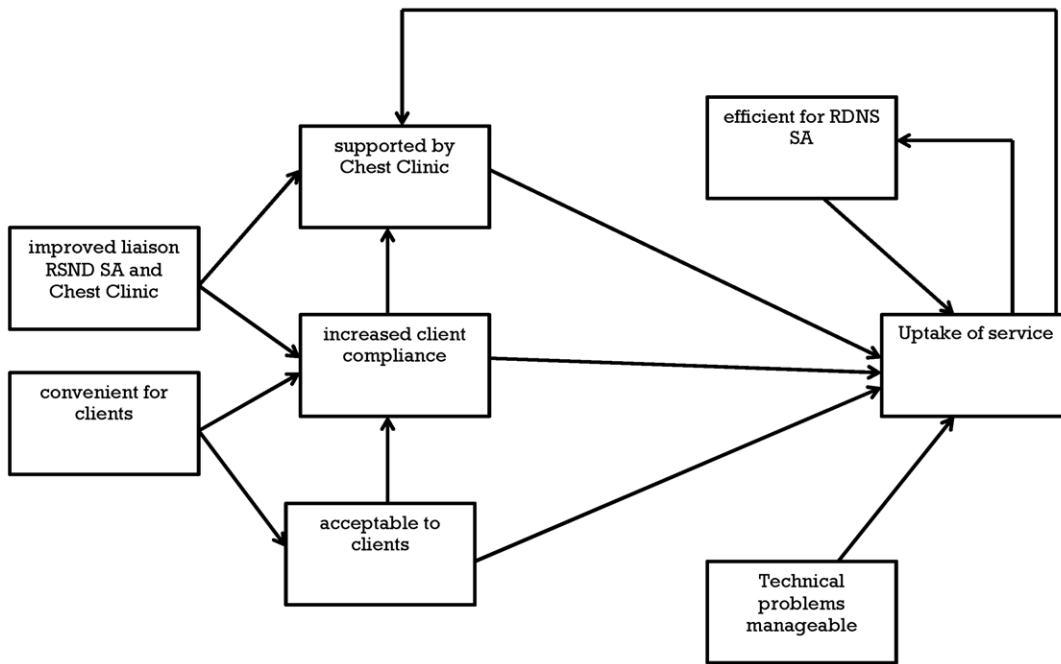 efficient for RDNS
SA
supported by
Chest Clinic
improved liaison
RSND SA and
Chest Clinic
increased client
compliance
Uptake of service
convenient for
clients
acceptable to
clients
Technical
problems
manageable